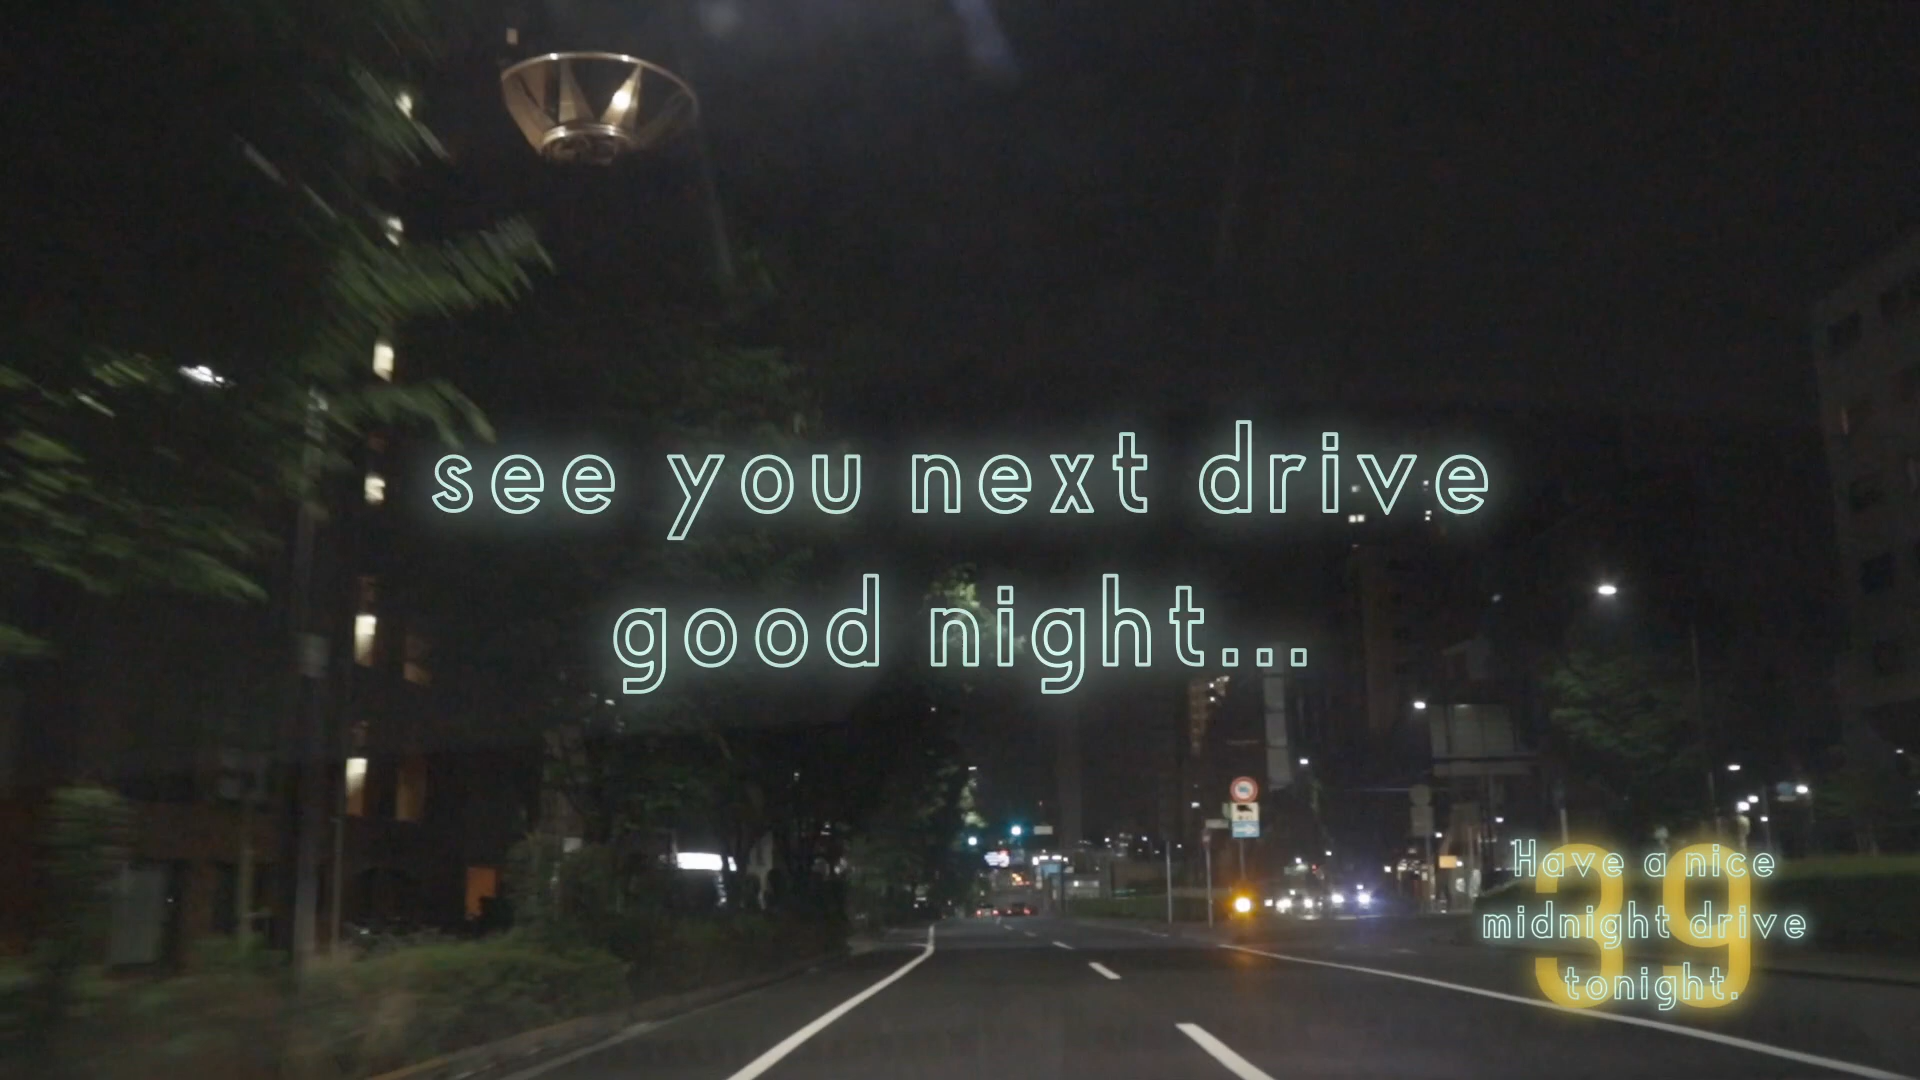 see you next drive
good night...
39
Have a nice
midnight drive
tonight.